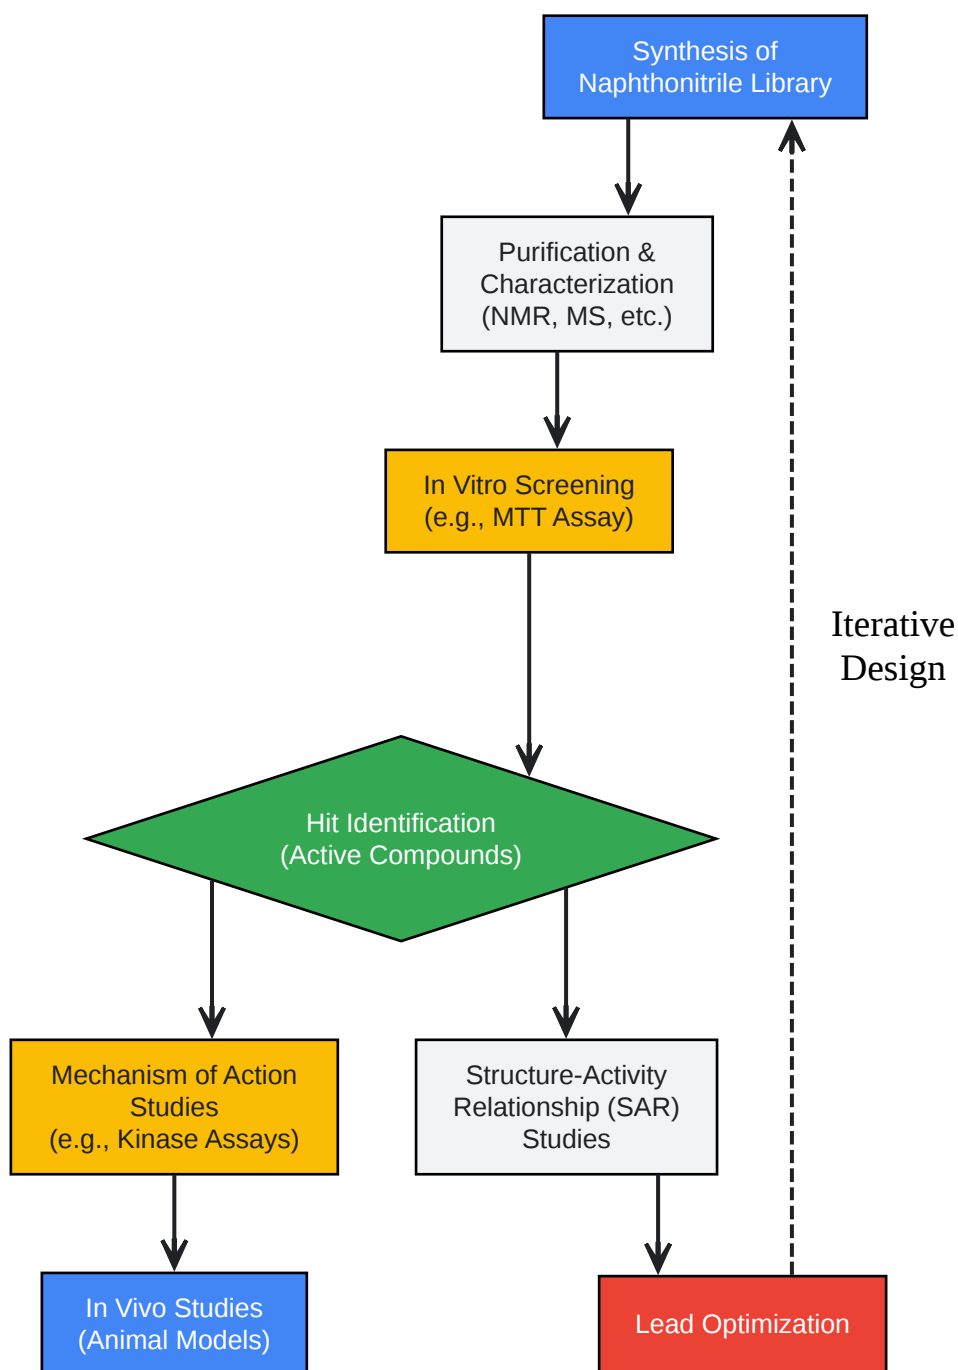 Synthesis of
Naphthonitrile Library
Purification &
Characterization
(NMR, MS, etc.)
In Vitro Screening
(e.g., MTT Assay)
Iterative
Design
Hit Identification
(Active Compounds)
Mechanism of Action
Studies
(e.g., Kinase Assays)
Structure-Activity
Relationship (SAR)
Studies
In Vivo Studies
(Animal Models)
Lead Optimization